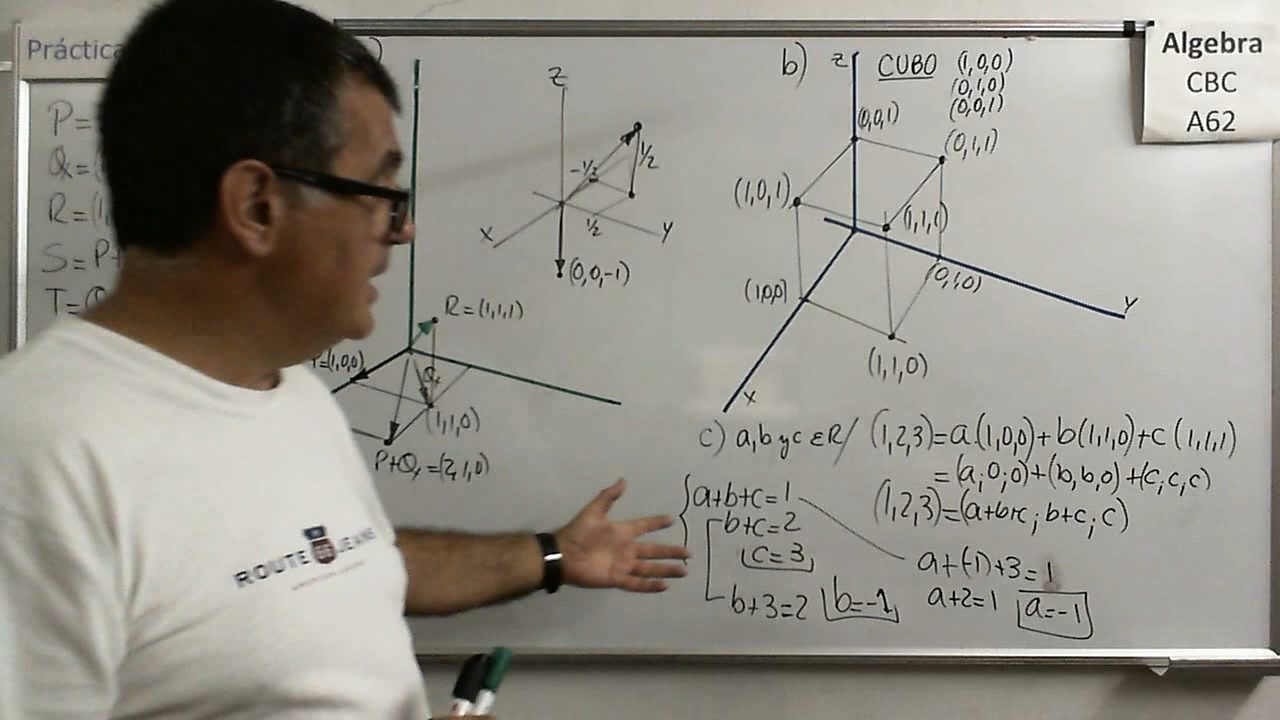 Práctica
P=
Q=
R=(1,
S=P+
T=Q
)
Z
-1/2
1/2
1/2
X
Y
(0,0,-1)
R=(1,1,1)
P=(1,0,0)
Q
(1,1,0)
P+Q=(2,1,0)
b)
Z
CUBO
(1,0,0)
(0,1,0)
(0,0,1)
(0,0,1)
(0,1,1)
(1,0,1)
(1,1,1)
(1,0,0)
(0,1,0)
Y
(1,1,0)
X
c) a,b y c εR/ (1,2,3)=a.(1,0,0)+b(1,1,0)+c(1,1,1)
=(a;0;0)+(b,b,0)+(c,c,c)
(1,2,3)=(a+b+c;b+c;c)
a+b+c=1
b+c=2
c=3
b+3=2 b=-1
a+(-1)+3=1
a+2=1 a=-1
Algebra
CBC
A62
ROUTE 66 JEANS